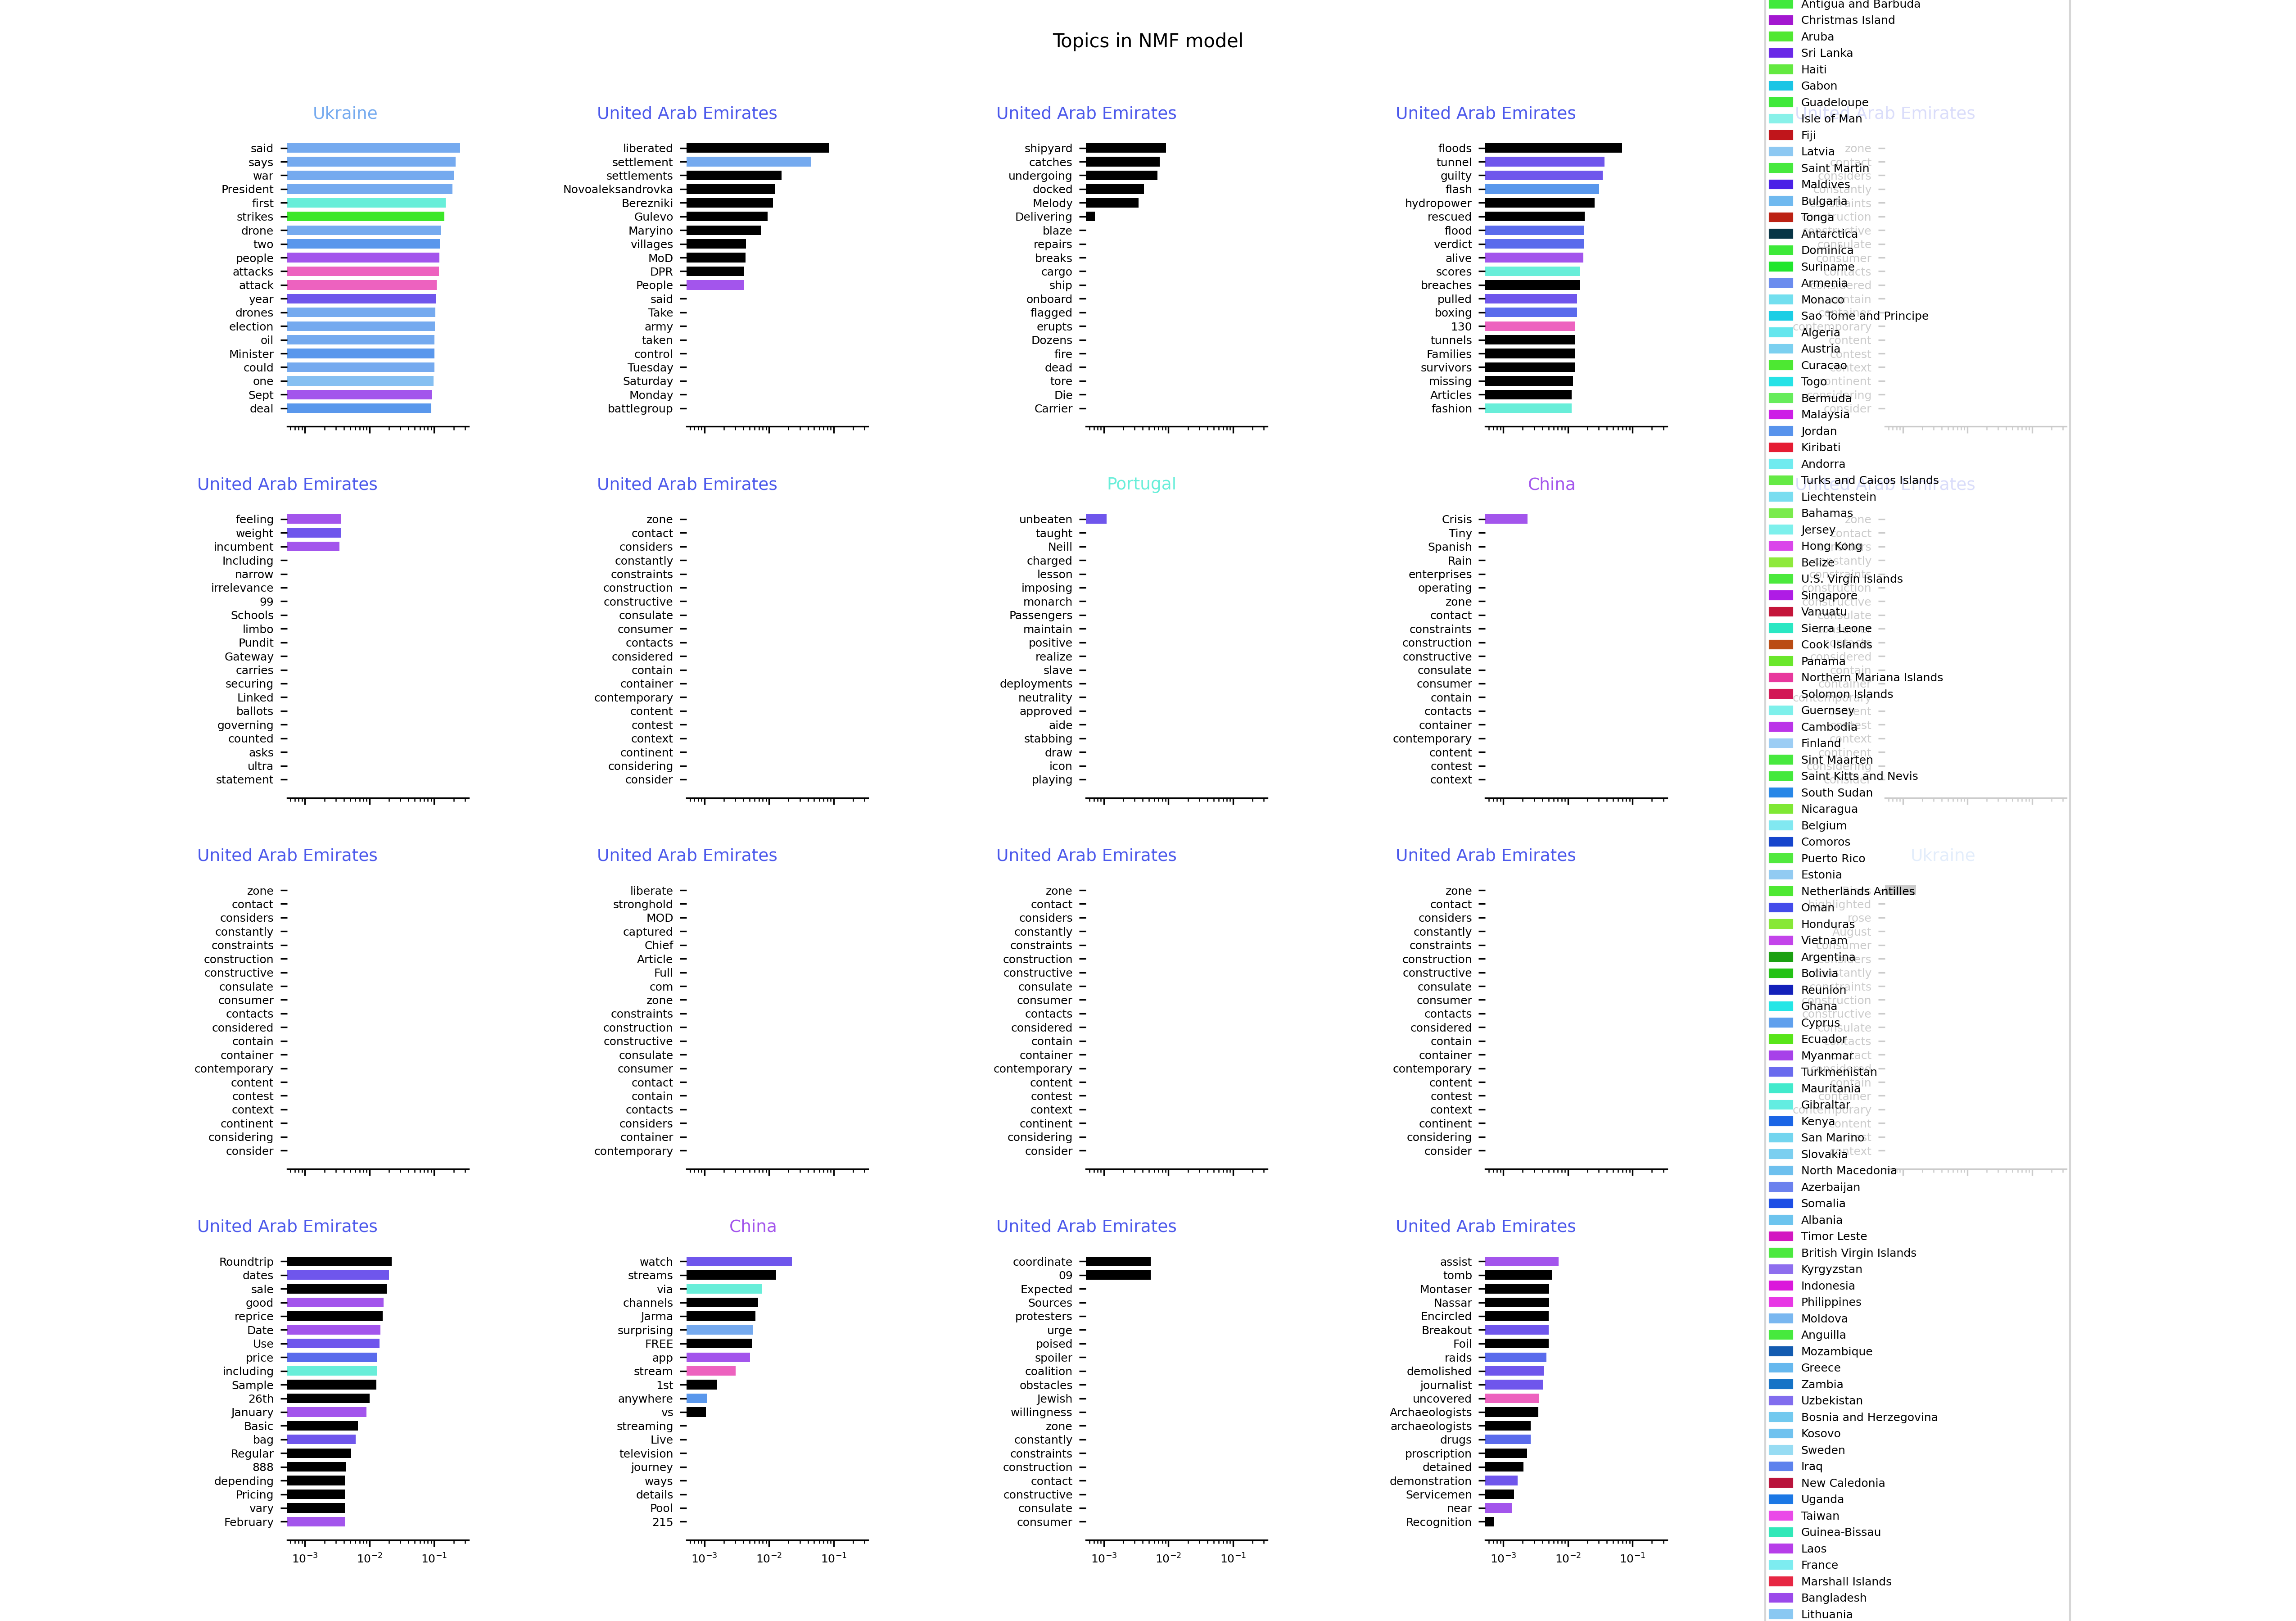 Topics in NMF model
Ukraine
said
says
war
President
first
strikes
drone
two
people
attacks
attack
year
drones
election
oil
Minister
could
one
Sept
deal
United Arab Emirates
liberated
settlement
settlements
Novoaleksandrovka
Berezniki
Gulevo
Maryino
villages
MoD
DPR
People
said
Take
army
taken
control
Tuesday
Saturday
Monday
battlegroup
United Arab Emirates
shipyard
catches
undergoing
docked
Melody
Delivering
blaze
repairs
breaks
cargo
ship
onboard
flagged
erupts
Dozens
fire
dead
tore
Die
Carrier
United Arab Emirates
floods
tunnel
guilty
flash
hydropower
rescued
flood
verdict
alive
scores
breaches
pulled
boxing
130
tunnels
Families
survivors
missing
Articles
fashion
United Arab Emirates
feeling
weight
incumbent
Including
narrow
irrelevance
99
Schools
limbo
Pundit
Gateway
carries
securing
Linked
ballots
governing
counted
asks
ultra
statement
United Arab Emirates
zone
contact
considers
constantly
constraints
construction
constructive
consulate
consumer
contacts
considered
contain
container
contemporary
content
contest
context
continent
considering
consider
Portugal
unbeaten
taught
Neill
charged
lesson
imposing
monarch
Passengers
maintain
positive
realize
slave
deployments
neutrality
approved
aide
stabbing
draw
icon
playing
China
Crisis
Tiny
Spanish
Rain
enterprises
operating
zone
contact
constraints
construction
constructive
consulate
consumer
contain
contacts
container
contemporary
content
contest
context
United Arab Emirates
zone
contact
considers
constantly
constraints
construction
constructive
consulate
consumer
contacts
considered
contain
container
contemporary
content
contest
context
continent
considering
consider
United Arab Emirates
liberate
stronghold
MOD
captured
Chief
Article
Full
com
zone
constraints
construction
constructive
consulate
consumer
contact
contain
contacts
considers
container
contemporary
United Arab Emirates
zone
contact
considers
constantly
constraints
construction
constructive
consulate
consumer
contacts
considered
contain
container
contemporary
content
contest
context
continent
considering
consider
United Arab Emirates
zone
contact
considers
constantly
constraints
construction
constructive
consulate
consumer
contacts
considered
contain
container
contemporary
content
contest
context
continent
considering
consider
Ukraine
United Arab Emirates
Roundtrip
dates
sale
good
reprice
Date
Use
price
including
Sample
26th
January
Basic
bag
Regular
888
depending
Pricing
vary
February
10⁻³ 10⁻² 10⁻¹
China
watch
streams
via
channels
Jarma
surprising
FREE
app
stream
1st
anywhere
vs
streaming
Live
television
journey
ways
details
Pool
215
10⁻³ 10⁻² 10⁻¹
United Arab Emirates
coordinate
09
Expected
Sources
protesters
urge
poised
spoiler
coalition
obstacles
Jewish
willingness
zone
constantly
constraints
construction
contact
constructive
consulate
consumer
10⁻³ 10⁻² 10⁻¹
United Arab Emirates
assist
tomb
Montaser
Nassar
Encircled
Breakout
Foil
raids
demolished
journalist
uncovered
Archaeologists
archaeologists
drugs
proscription
detained
demonstration
Servicemen
near
Recognition
10⁻³ 10⁻² 10⁻¹
Antigua and Barbuda
Christmas Island
Aruba
Sri Lanka
Haiti
Gabon
Guadeloupe
Isle of Man
Fiji
Latvia
Saint Martin
Maldives
Bulgaria
Tonga
Antarctica
Dominica
Suriname
Armenia
Monaco
Sao Tome and Principe
Algeria
Austria
Curacao
Togo
Bermuda
Malaysia
Jordan
Kiribati
Andorra
Turks and Caicos Islands
Liechtenstein
Bahamas
Jersey
Hong Kong
Belize
U.S. Virgin Islands
Singapore
Vanuatu
Sierra Leone
Cook Islands
Panama
Northern Mariana Islands
Solomon Islands
Guernsey
Cambodia
Finland
Sint Maarten
Saint Kitts and Nevis
South Sudan
Nicaragua
Belgium
Comoros
Puerto Rico
Estonia
Netherlands Antilles
Oman
Honduras
Vietnam
Argentina
Bolivia
Reunion
Ghana
Cyprus
Ecuador
Myanmar
Turkmenistan
Mauritania
Gibraltar
Kenya
San Marino
Slovakia
North Macedonia
Azerbaijan
Somalia
Albania
Timor Leste
British Virgin Islands
Kyrgyzstan
Indonesia
Philippines
Moldova
Anguilla
Mozambique
Greece
Zambia
Uzbekistan
Bosnia and Herzegovina
Kosovo
Sweden
Iraq
New Caledonia
Uganda
Taiwan
Guinea-Bissau
Laos
France
Marshall Islands
Bangladesh
Lithuania